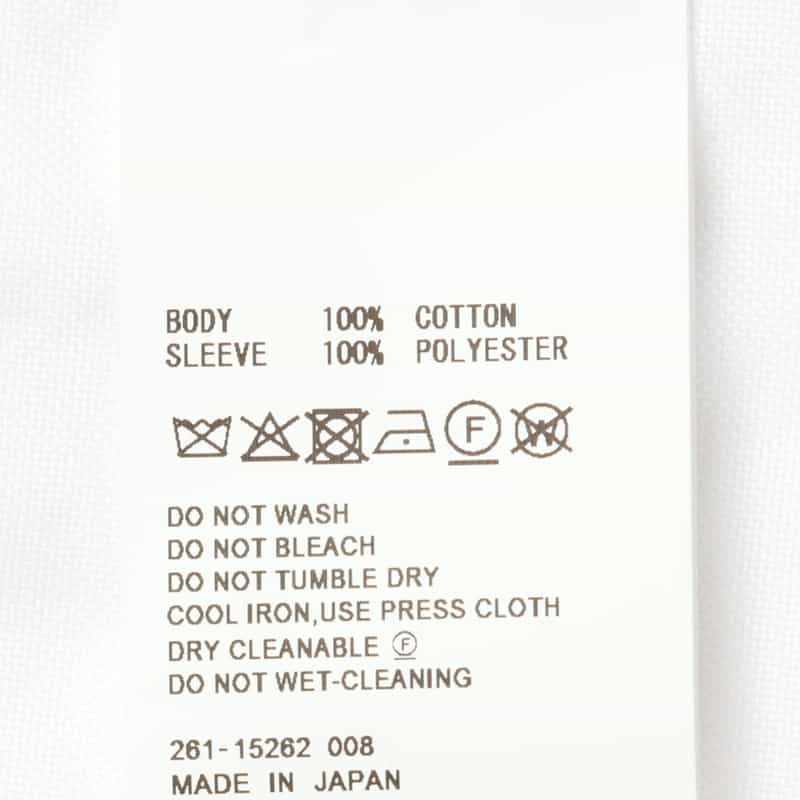 BODY 100% COTTON
SLEEVE 100% POLYESTER
F W
DO NOT WASH
DO NOT BLEACH
DO NOT TUMBLE DRY
COOL IRON,USE PRESS CLOTH
DRY CLEANABLE Ⓕ
DO NOT WET-CLEANING
261-15262 008
MADE IN JAPAN